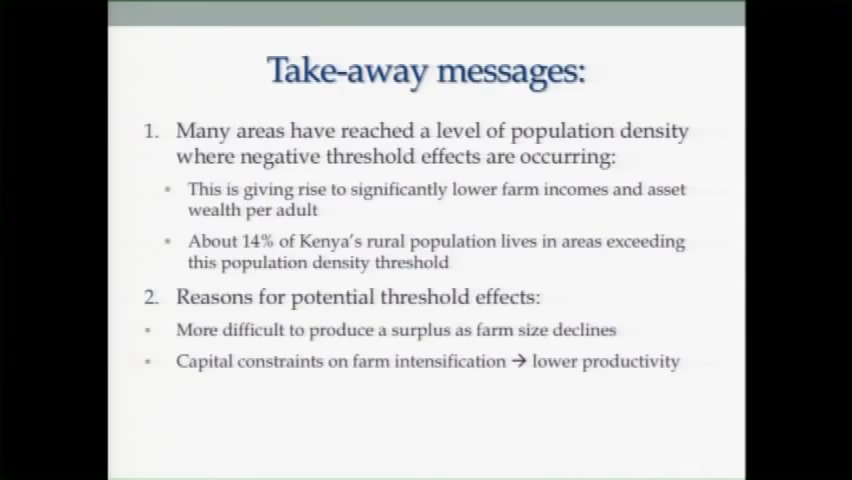 Take-away messages:
1. Many areas have reached a level of population density
where negative threshold effects are occurring:
• This is giving rise to significantly lower farm incomes and asset
wealth per adult
• About 14% of Kenya's rural population lives in areas exceeding
this population density threshold
2. Reasons for potential threshold effects:
• More difficult to produce a surplus as farm size declines
• Capital constraints on farm intensification → lower productivity